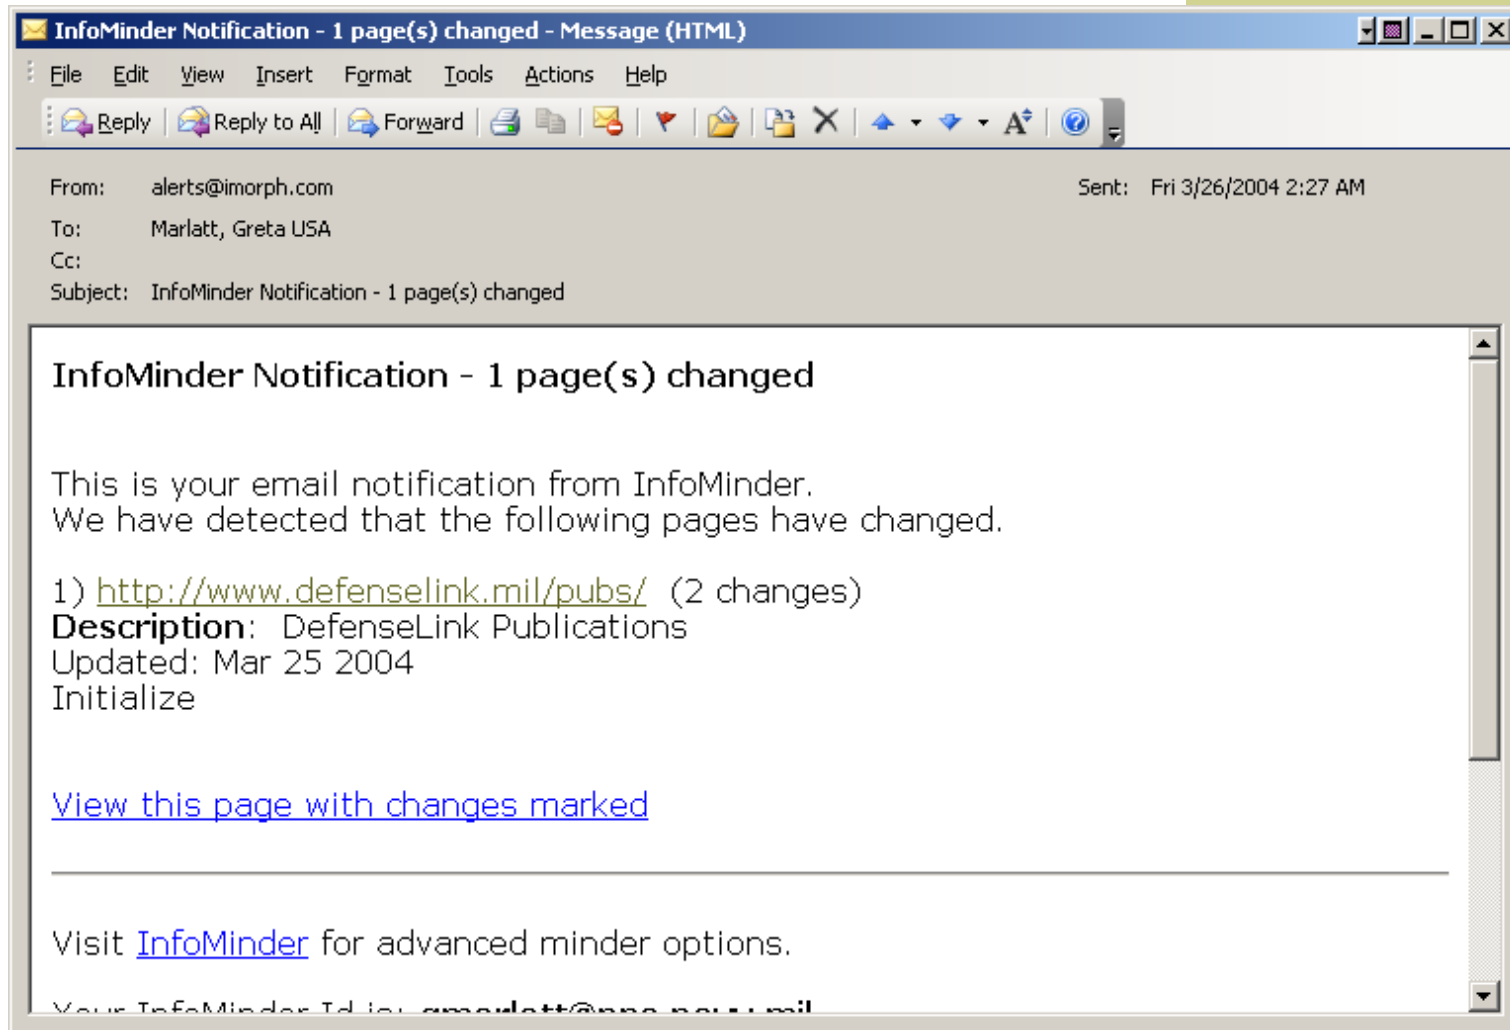 InfoMinder Notification - 1 page(s) changed - Message (HTML)
File Edit View Insert Format Tools Actions Help
Reply Reply to All Forward
From: alerts@imorph.com Sent: Fri 3/26/2004 2:27 AM
To: Marlatt, Greta USA
Cc:
Subject: InfoMinder Notification - 1 page(s) changed
InfoMinder Notification - 1 page(s) changed
This is your email notification from InfoMinder.
We have detected that the following pages have changed.
1) http://www.defenselink.mil/pubs/ (2 changes)
Description: DefenseLink Publications
Updated: Mar 25 2004
Initialize
View this page with changes marked
Visit InfoMinder for advanced minder options.
Your InfoMinder Id is: